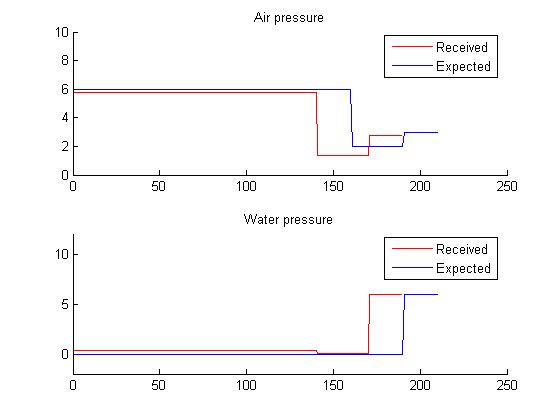 Air pressure
10
8
6
4
2
0
0 50 100 150 200 250
Received
Expected
Water pressure
10
5
0
0 50 100 150 200 250
Received
Expected